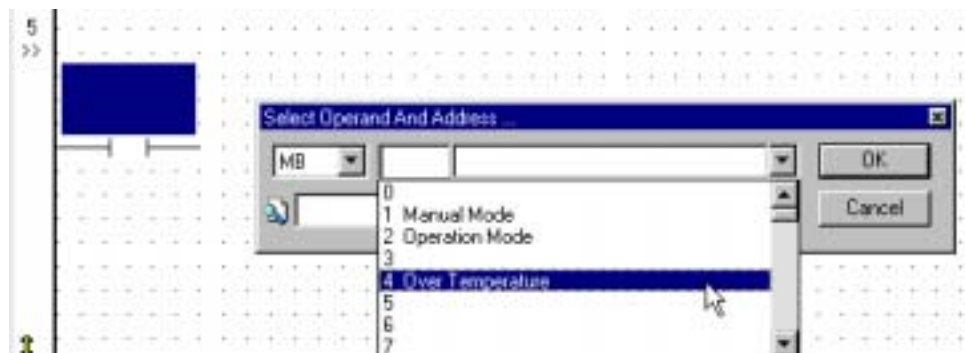 5
>>
Select Operand And Address ...
MB
OK
Cancel
0
1 Manual Mode
2 Operation Mode
3
4 Over Temperature
5
6
7